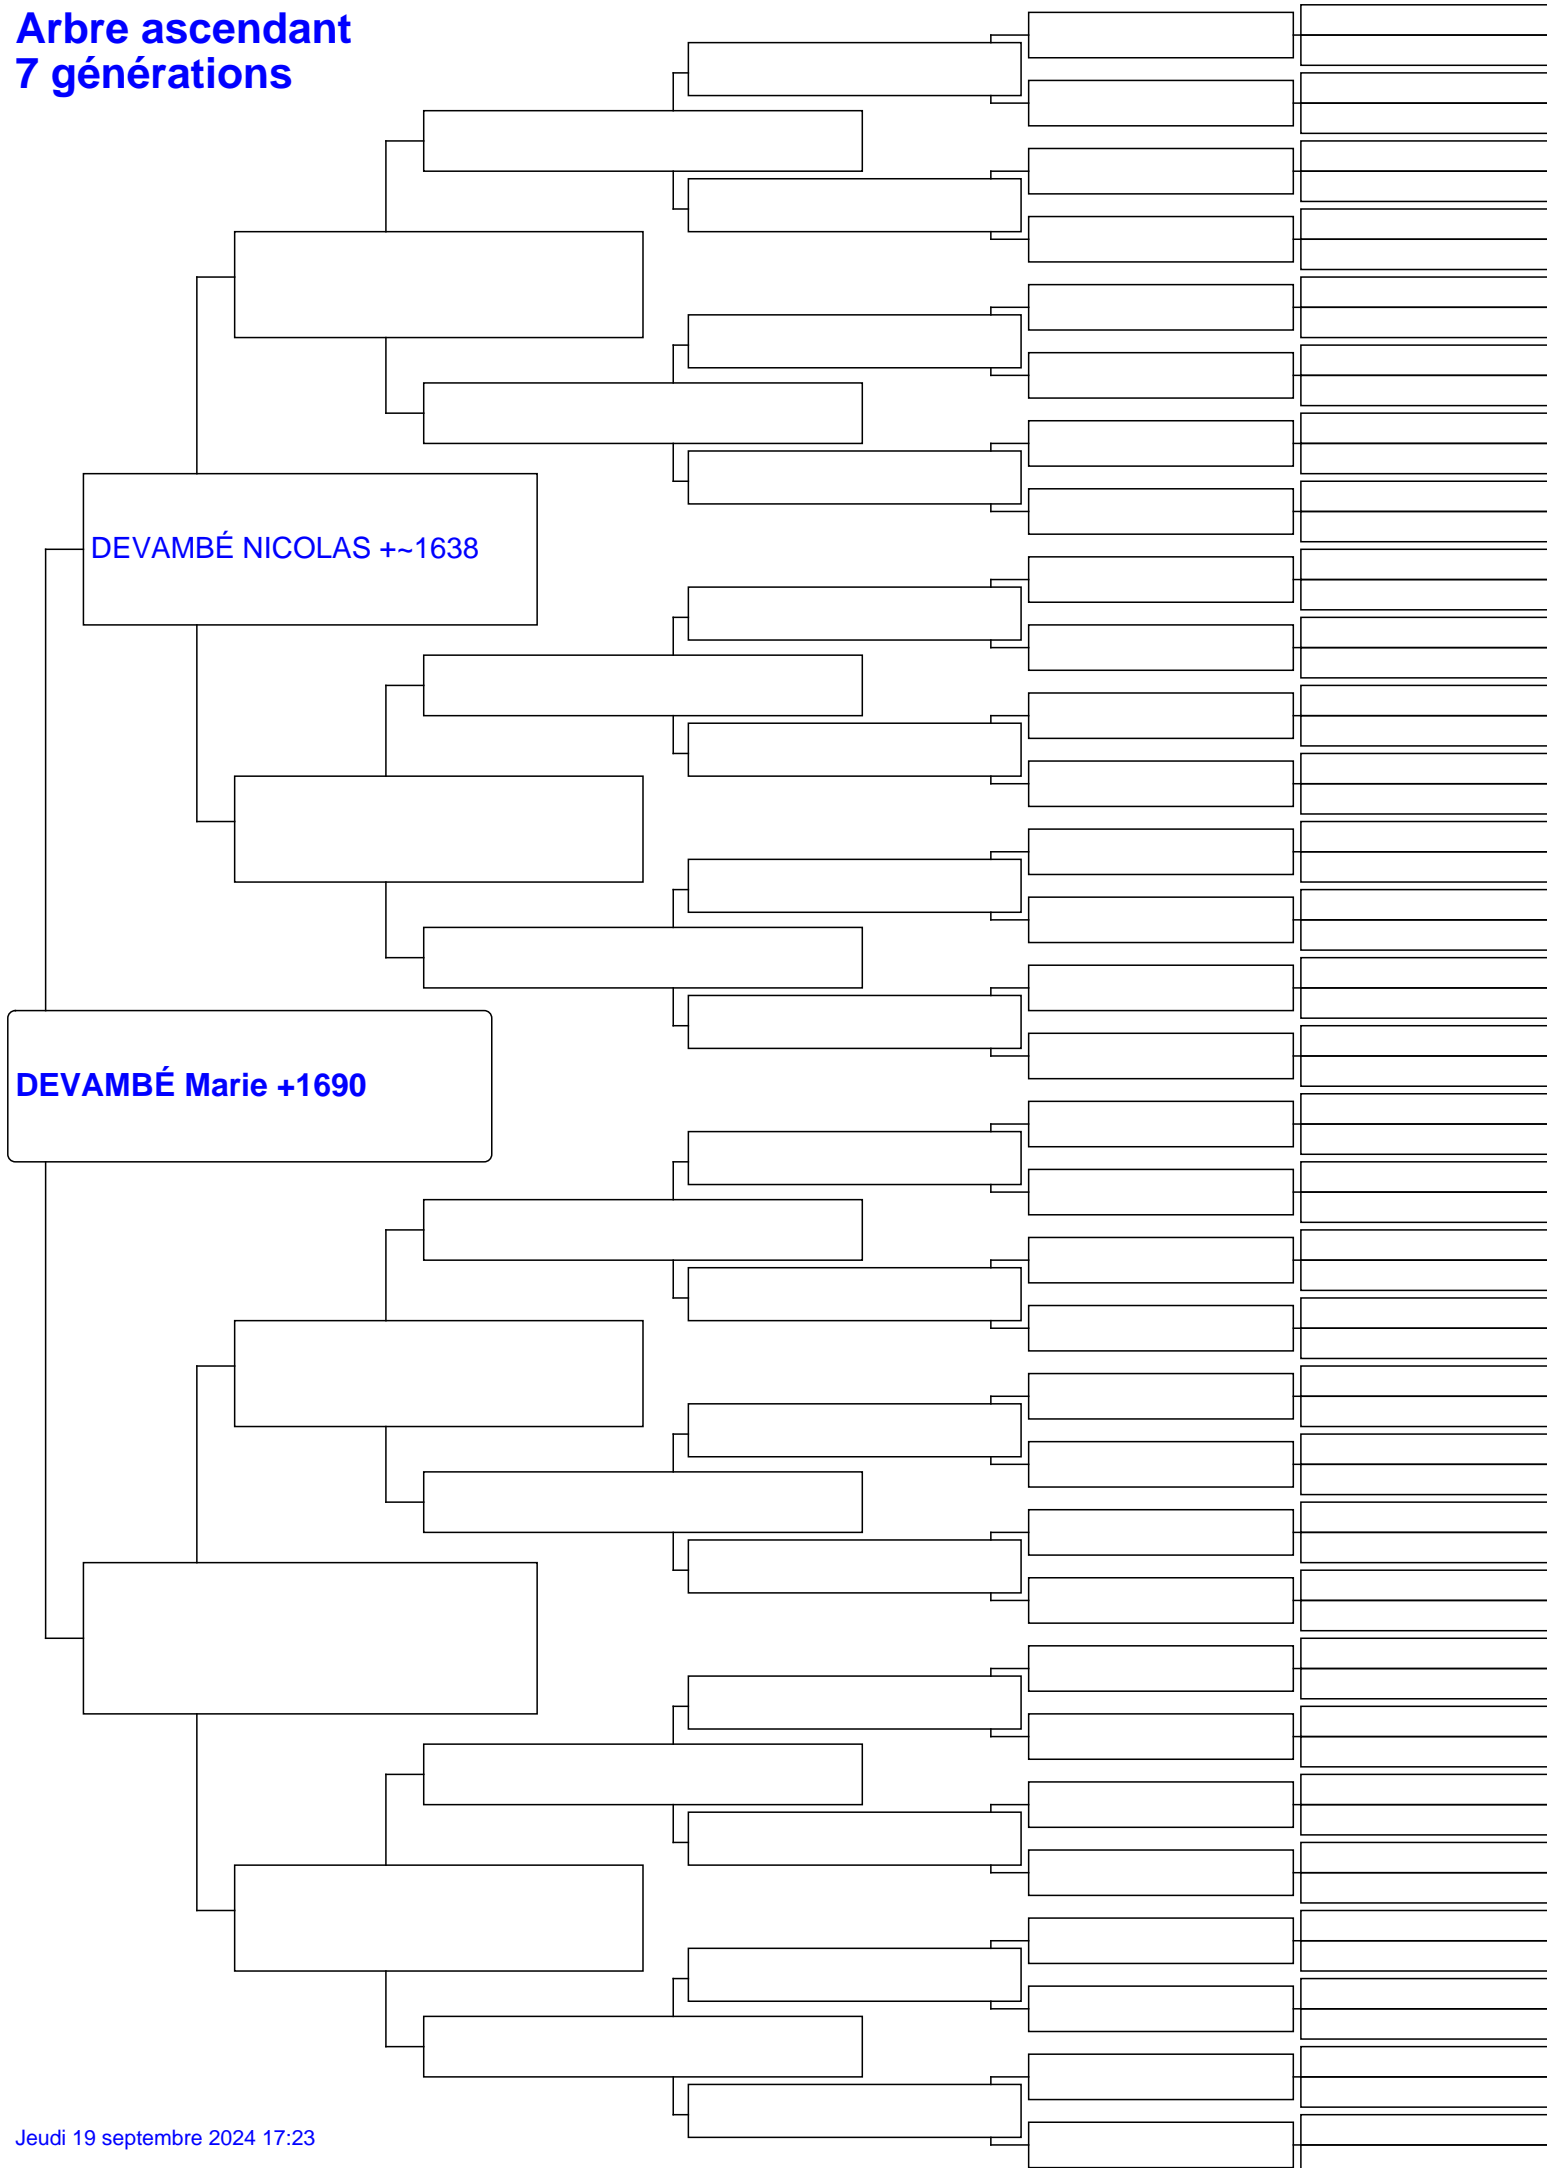 Arbre ascendant
7 générations
DEVAMBÉ NICOLAS +~1638
DEVAMBÉ Marie +1690
Jeudi 19 septembre 2024 17:23